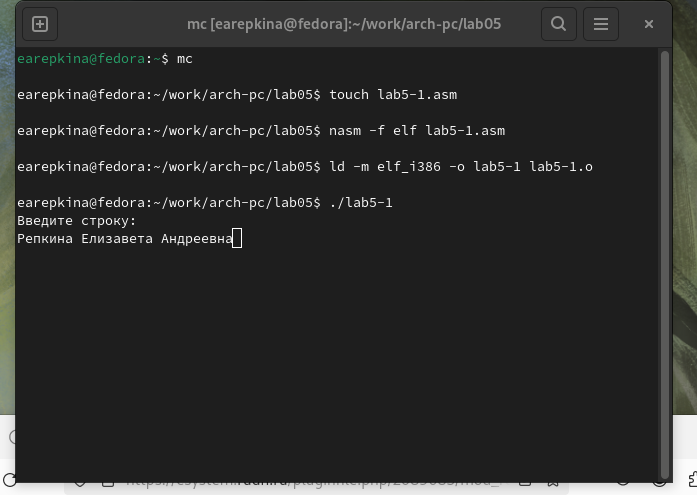 mc [earepkina@fedora]:~/work/arch-pc/lab05
earepkina@fedora:~$ mc
earepkina@fedora:~/work/arch-pc/lab05$ touch lab5-1.asm
earepkina@fedora:~/work/arch-pc/lab05$ nasm -f elf lab5-1.asm
earepkina@fedora:~/work/arch-pc/lab05$ ld -m elf_i386 -o lab5-1 lab5-1.o
earepkina@fedora:~/work/arch-pc/lab05$ ./lab5-1
Введите строку:
Репкина Елизавета Андреевна